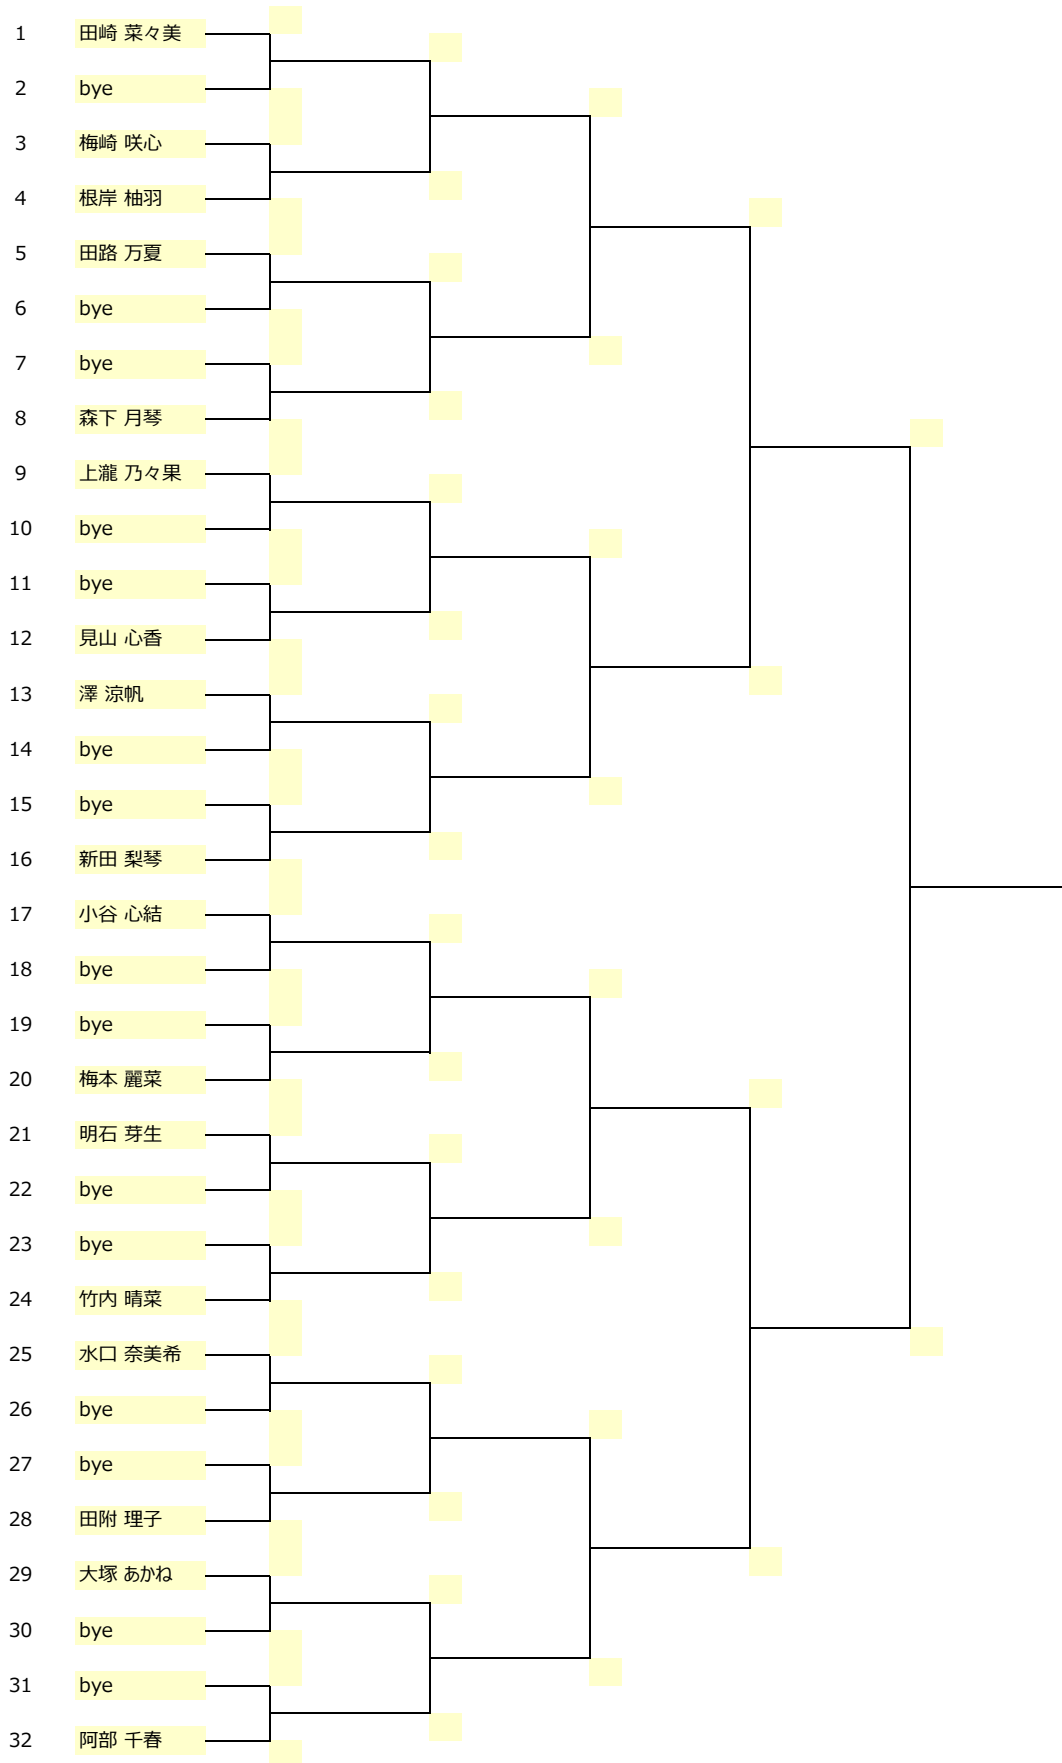 1 田崎 菜々美
2 bye
3 梅崎 咲心
4 根岸 柚羽
5 田路 万夏
6 bye
7 bye
8 森下 月琴
9 上瀧 乃々果
10 bye
11 bye
12 見山 心香
13 澤 涼帆
14 bye
15 bye
16 新田 梨琴
17 小谷 心結
18 bye
19 bye
20 梅本 麗菜
21 明石 芽生
22 bye
23 bye
24 竹内 晴菜
25 水口 奈美希
26 bye
27 bye
28 田附 理子
29 大塚 あかね
30 bye
31 bye
32 阿部 千春